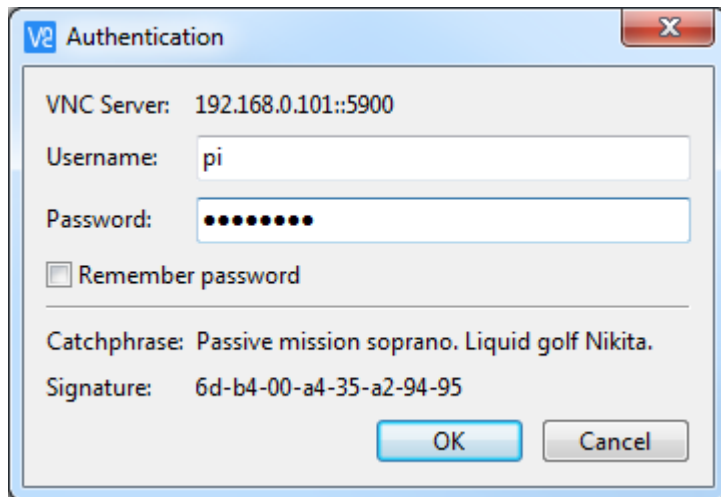 V2 Authentication
VNC Server: 192.168.0.101::5900
Username: pi
Password: ●●●●●●●●
Remember password
Catchphrase: Passive mission soprano. Liquid golf Nikita.
Signature: 6d-b4-00-a4-35-a2-94-95
OK Cancel